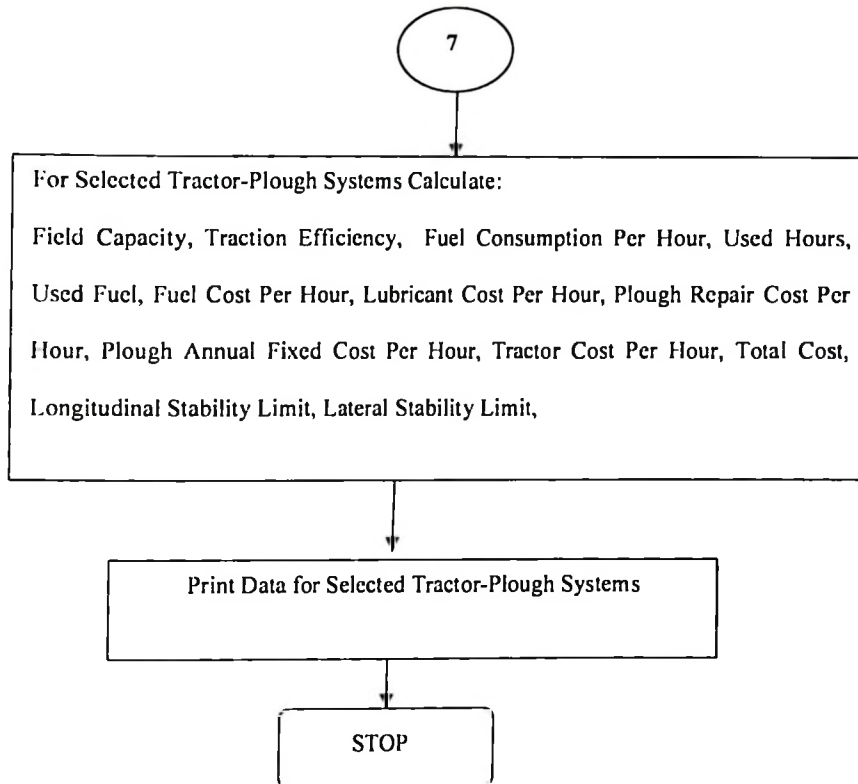 7
For Selected Tractor-Plough Systems Calculate:
Field Capacity, Traction Efficiency, Fuel Consumption Per Hour, Used Hours,
Used Fuel, Fuel Cost Per Hour, Lubricant Cost Per Hour, Plough Repair Cost Per
Hour, Plough Annual Fixed Cost Per Hour, Tractor Cost Per Hour, Total Cost,
Longitudinal Stability Limit, Lateral Stability Limit,
Print Data for Selected Tractor-Plough Systems
STOP